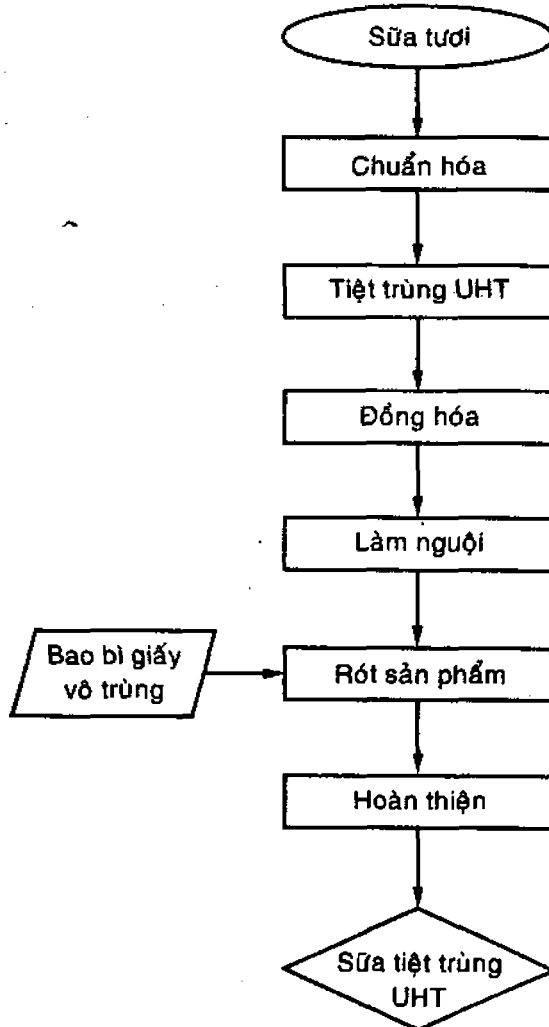 Sữa tươi
Chuẩn hóa
Tiệt trùng UHT
Đồng hóa
Làm nguội
Bao bì giấy
vô trùng
Rót sản phẩm
Hoàn thiện
Sữa tiệt trùng
UHT